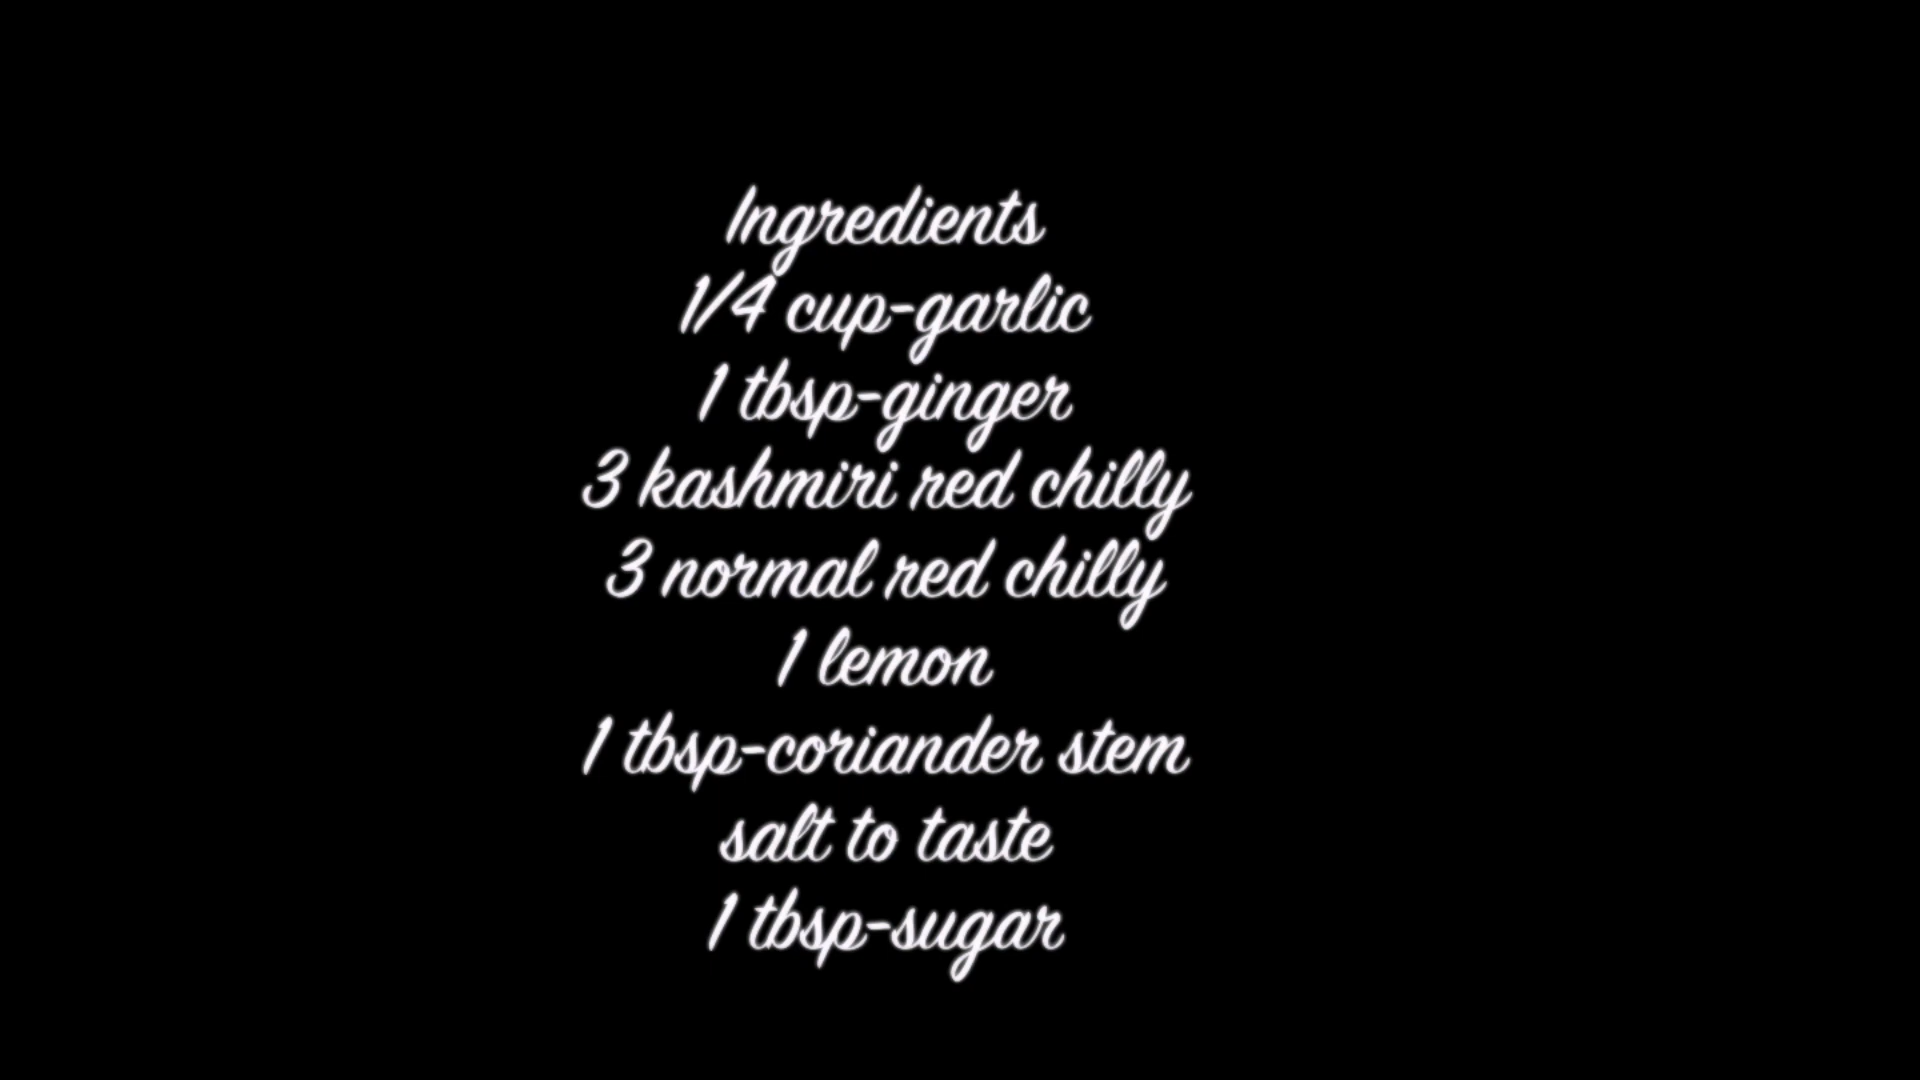 Ingredients
1/4 cup-garlic
1 tbsp-ginger
3 kashmiri red chilly
3 normal red chilly
1 lemon
1 tbsp-coriander stem
salt to taste
1 tbsp-sugar